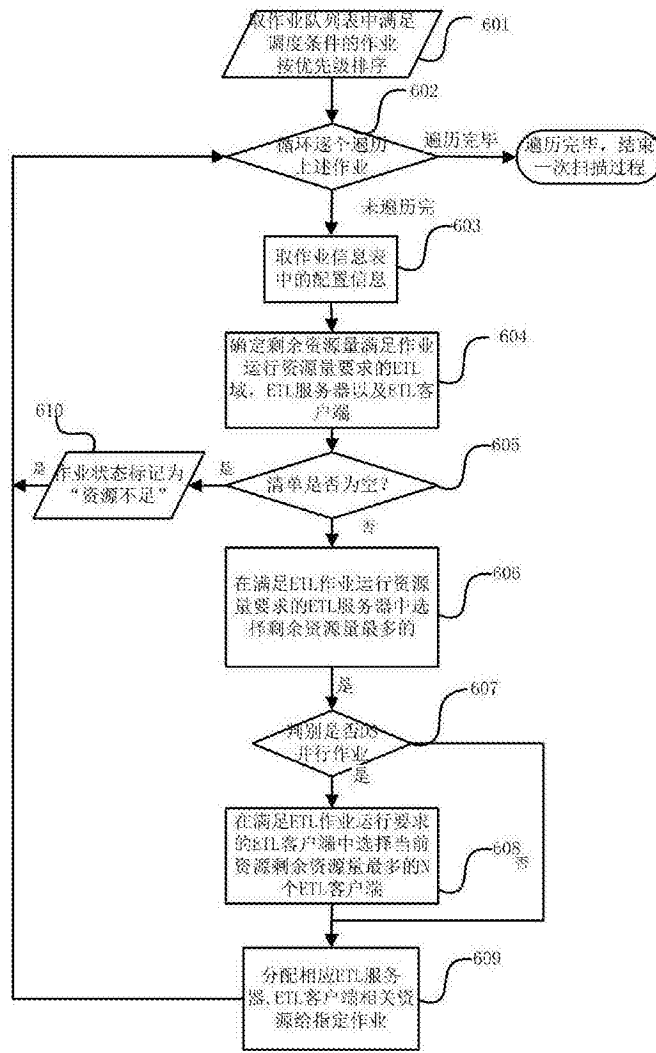 取作业队列表中满足
调度条件的作业
按优先级排序
601
602
循环逐个遍历
上述作业
遍历完毕
遍历完毕，结束
一次扫描过程
未遍历完
603
取作业信息表
中的配置信息
604
确定剩余资源量满足作业
运行资源量要求的ETL
域，ETL服务器以及ETL客
户端
610
605
是
作业状态标记为
“资源不足”
是
清单是否为空?
否
606
在满足ETL作业运行资源
量要求的ETL服务器中选
择剩余资源量最多的
是
607
判别是否DS
并行作业
是
在满足ETL作业运行要求
的ETL客户端中选择当前
资源剩余资源量最多的N
个ETL客户端
608
否
609
分配相应ETL服务
器、ETL客户端相关资
源给指定作业